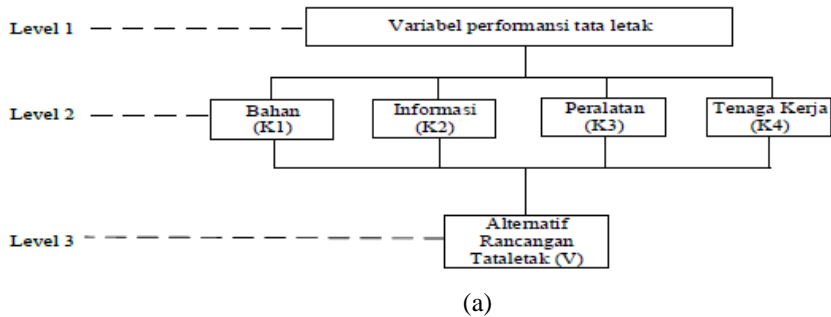 Level 1
Variabel performansi tata letak
Level 2
Bahan
(K1)
Informasi
(K2)
Peralatan
(K3)
Tenaga Kerja
(K4)
Level 3
Alternatif
Rancangan
Tataletak (V)
(a)